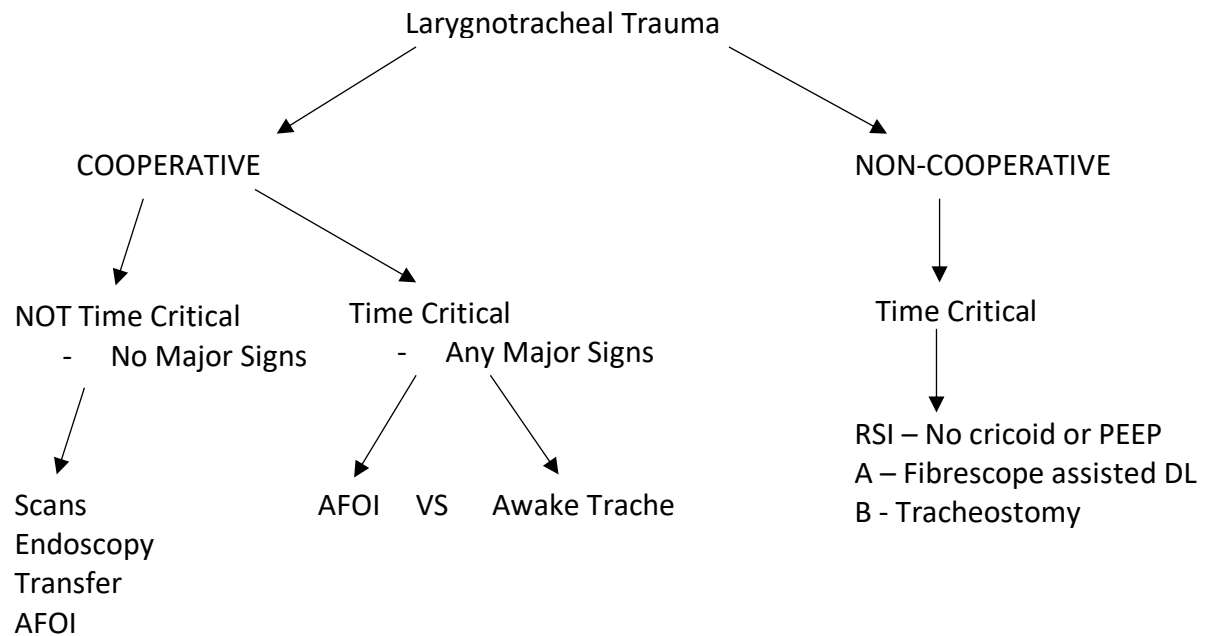 Larygnotracheal Trauma
COOPERATIVE
NON-COOPERATIVE
NOT Time Critical
- No Major Signs
Time Critical
- Any Major Signs
Time Critical
Scans
Endoscopy
Transfer
AFOI
AFOI VS Awake Trache
RSI – No cricoid or PEEP
A – Fibrescope assisted DL
B - Tracheostomy